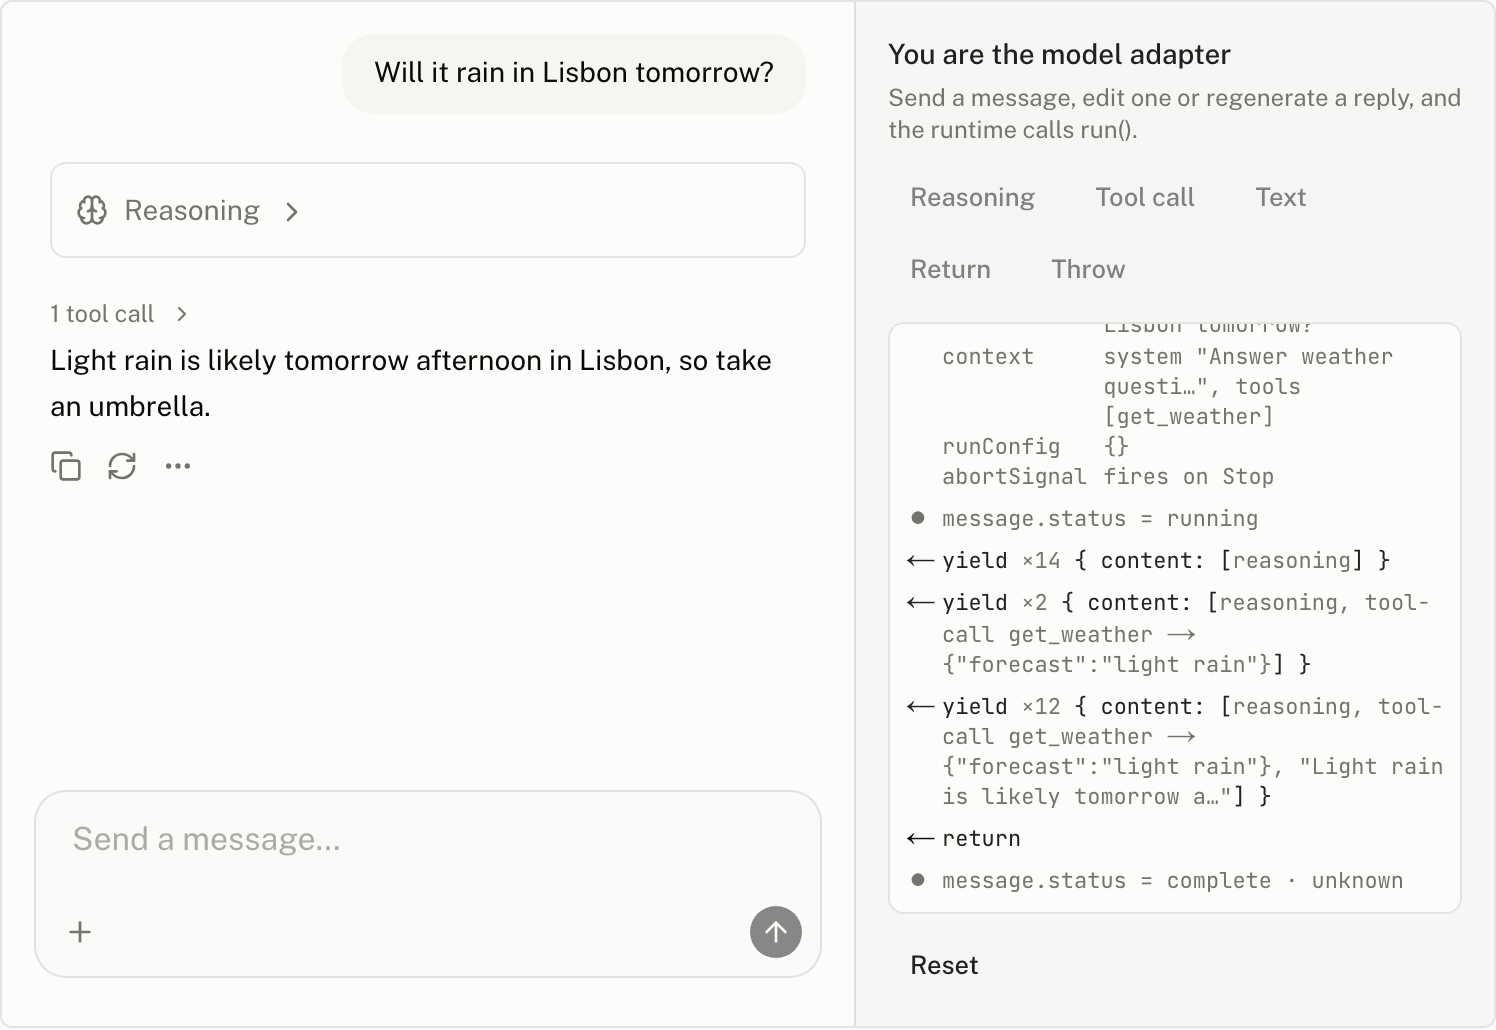 Will it rain in Lisbon tomorrow?
Reasoning
1 tool call
Light rain is likely tomorrow afternoon in Lisbon, so take
an umbrella.
Send a message...
You are the model adapter
Send a message, edit one or regenerate a reply, and
the runtime calls run().
Reasoning Tool call Text
Return Throw
Lisbon tomorrow?
context system "Answer weather
questi…", tools
[get_weather]
runConfig {}
abortSignal fires on Stop
● message.status = running
← yield ×14 { content: [reasoning] }
← yield ×2 { content: [reasoning, tool-
call get_weather →
{"forecast":"light rain"}] }
← yield ×12 { content: [reasoning, tool-
call get_weather →
{"forecast":"light rain"}, "Light rain
is likely tomorrow a…"] }
← return
● message.status = complete · unknown
Reset